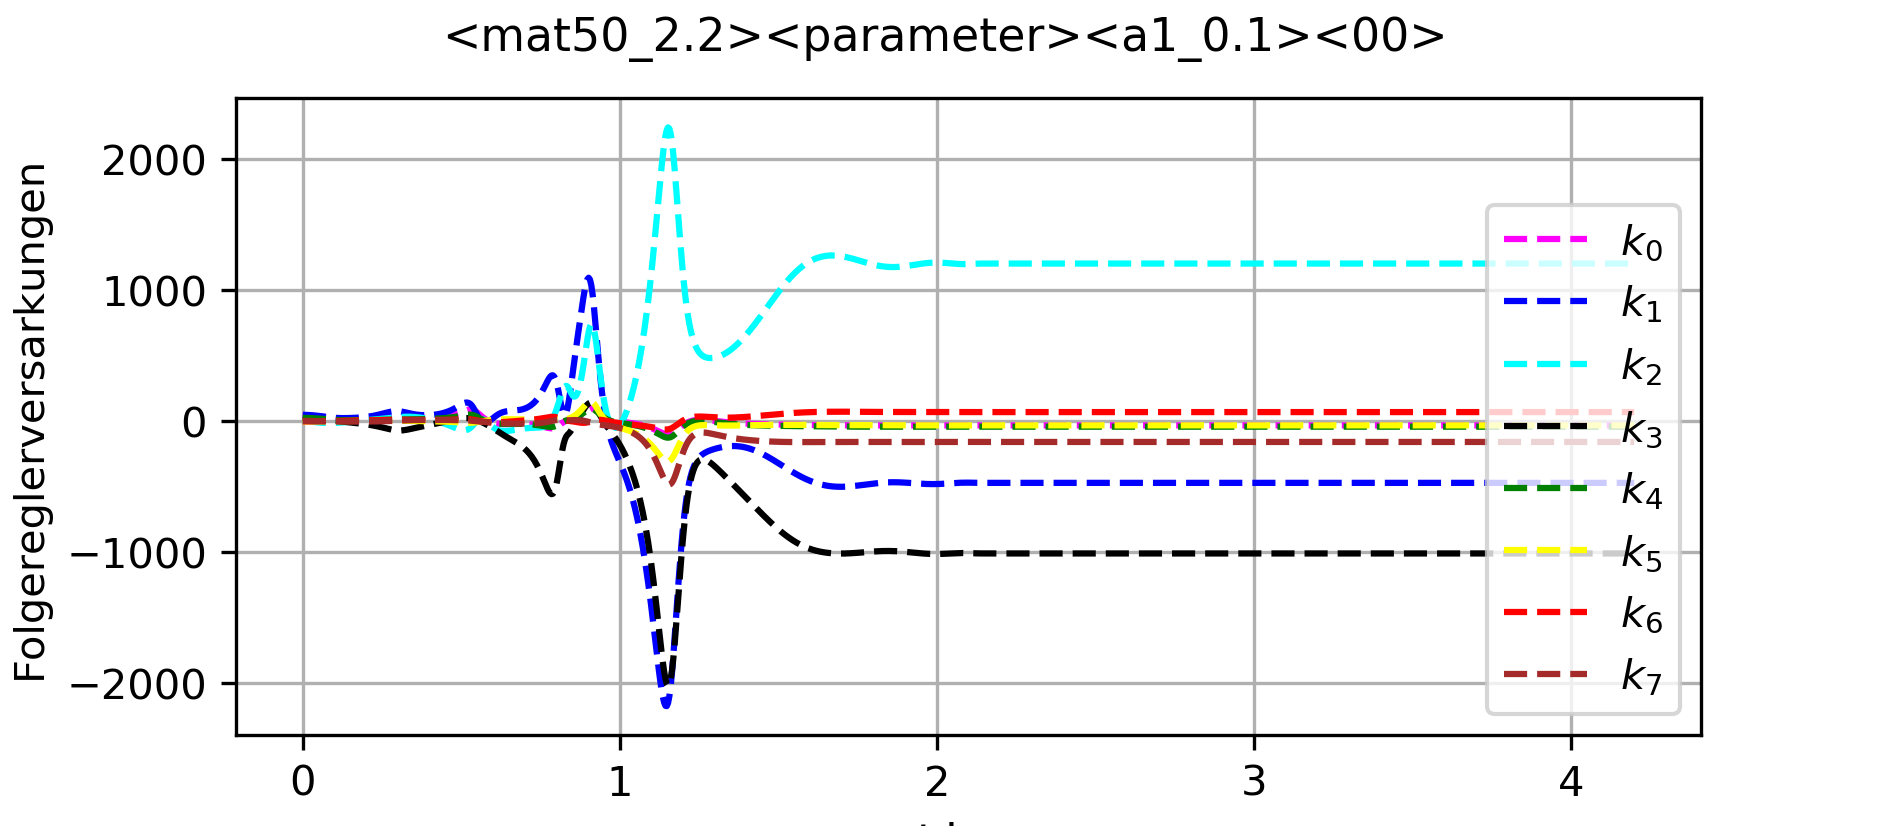 <mat50_2.2><parameter><a1_0.1><00>
Folgereglerversarkungen
2000
1000
0
−1000
−2000
0 1 2 3 4
k0
k1
k2
k3
k4
k5
k6
k7